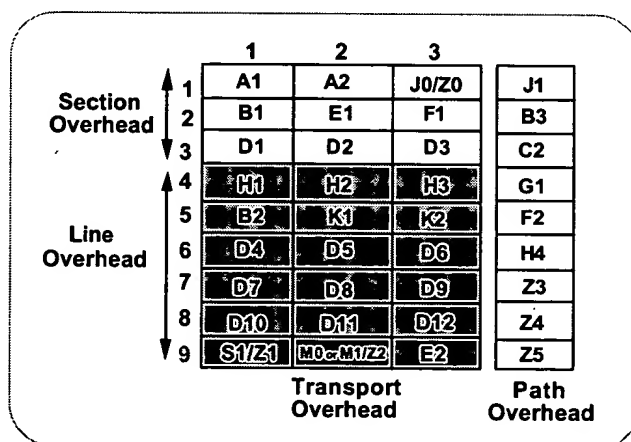 1 2 3
Section Overhead
1 A1 A2 J0/Z0 J1
2 B1 E1 F1 B3
3 D1 D2 D3 C2
Line Overhead
4 H1 H2 H3 G1
5 B2 K1 K2 F2
6 D4 D5 D6 H4
7 D7 D8 D9 Z3
8 D10 D11 D12 Z4
9 S1/Z1 M0 or M1/Z2 E2 Z5
Transport Overhead
Path Overhead